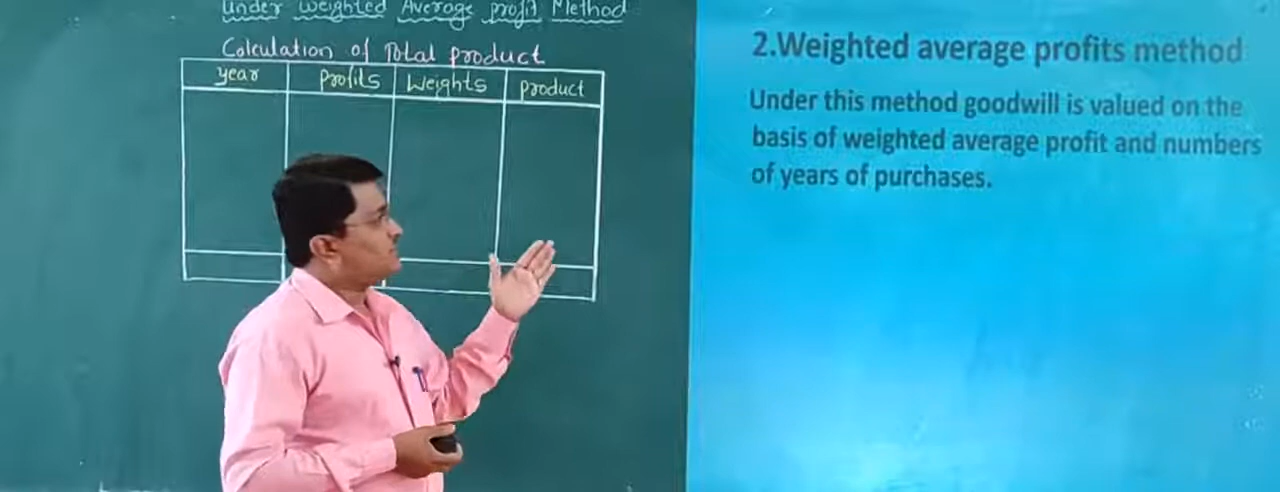 Under Weighted Average profit Method
Calculation of Total product
year profits Weights product
2.Weighted average profits method
Under this method goodwill is valued on the
basis of weighted average profit and numbers
of years of purchases.